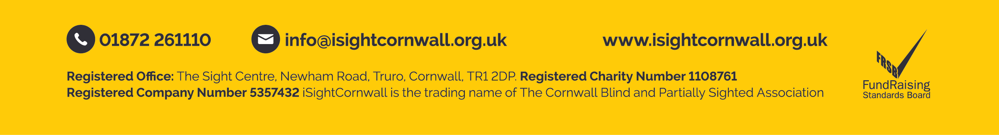 01872 261110 info@isightcornwall.org.uk www.isightcornwall.org.uk
Registered Office: The Sight Centre, Newham Road, Truro, Cornwall, TR1 2DP. Registered Charity Number 1108761
Registered Company Number 5357432 iSightCornwall is the trading name of The Cornwall Blind and Partially Sighted Association
FRSB
FundRaising
Standards Board